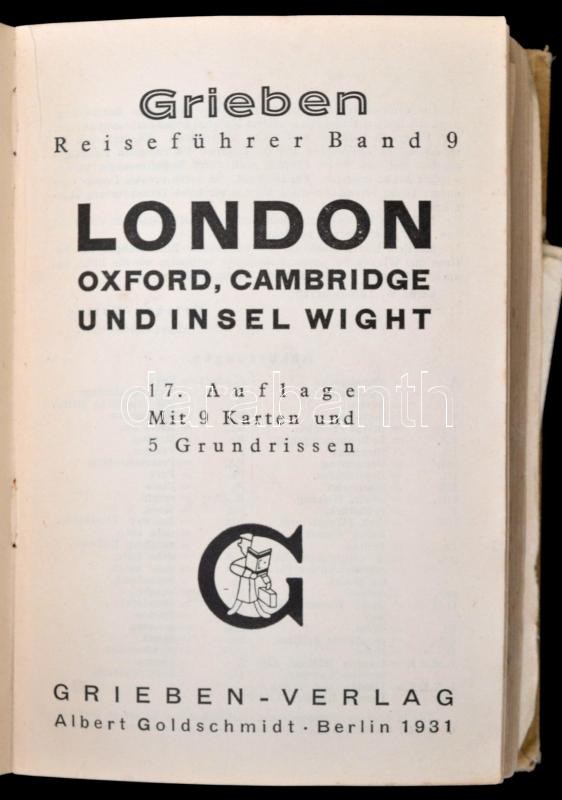 Grieben
Reiseführer Band 9
LONDON
OXFORD, CAMBRIDGE
UND INSEL WIGHT
17. Auflage
darabanth
Mit 9 Karten und
5 Grundrissen
G
GRIEBEN-VERLAG
Albert Goldschmidt · Berlin 1931